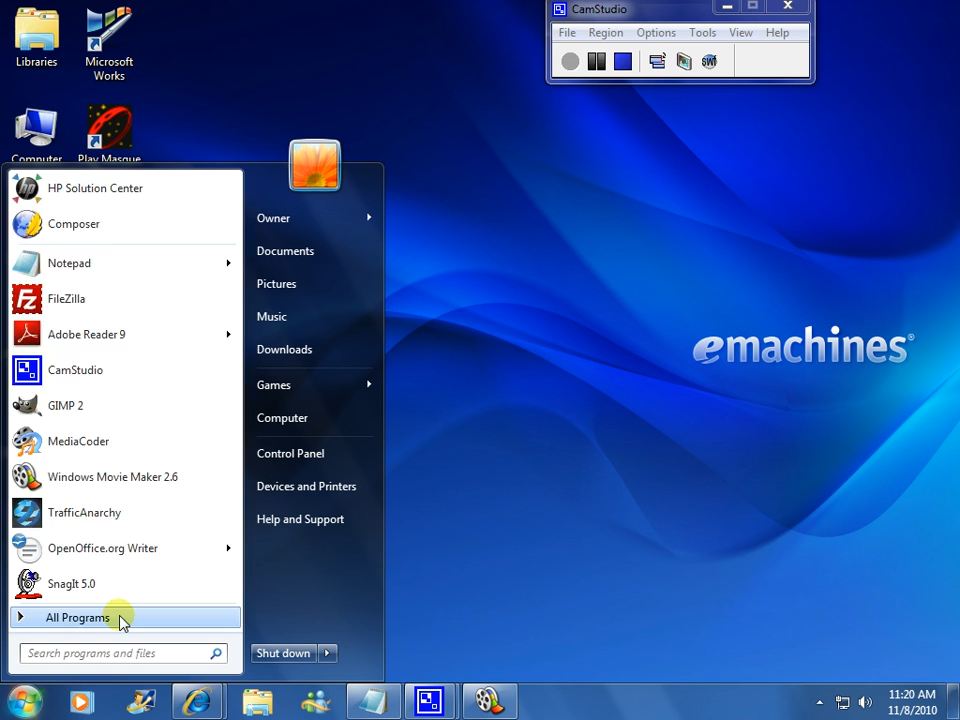 Libraries
Microsoft
Works
Computer
Play Masque
CamStudio
File Region Options Tools View Help
SWF
HP Solution Center
Composer
Notepad
FileZilla
Adobe Reader 9
CamStudio
GIMP 2
MediaCoder
Windows Movie Maker 2.6
TrafficAnarchy
OpenOffice.org Writer
SnagIt 5.0
All Programs
Search programs and files
Owner
Documents
Pictures
Music
Downloads
Games
Computer
Control Panel
Devices and Printers
Help and Support
Shut down
emachines®
11:20 AM
11/8/2010